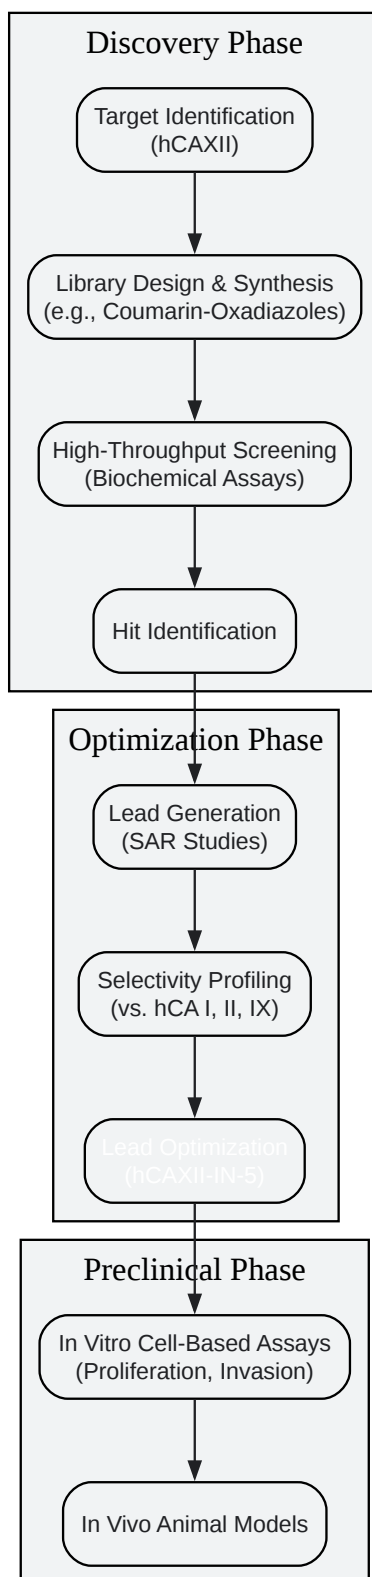 Discovery Phase
Target Identification
(hCAXII)
Library Design & Synthesis
(e.g., Coumarin-Oxadiazoles)
High-Throughput Screening
(Biochemical Assays)
Hit Identification
Optimization Phase
Lead Generation
(SAR Studies)
Selectivity Profiling
(vs. hCA I, II, IX)
Lead Optimization
(hCAXII-IN-5)
Preclinical Phase
In Vitro Cell-Based Assays
(Proliferation, Invasion)
In Vivo Animal Models